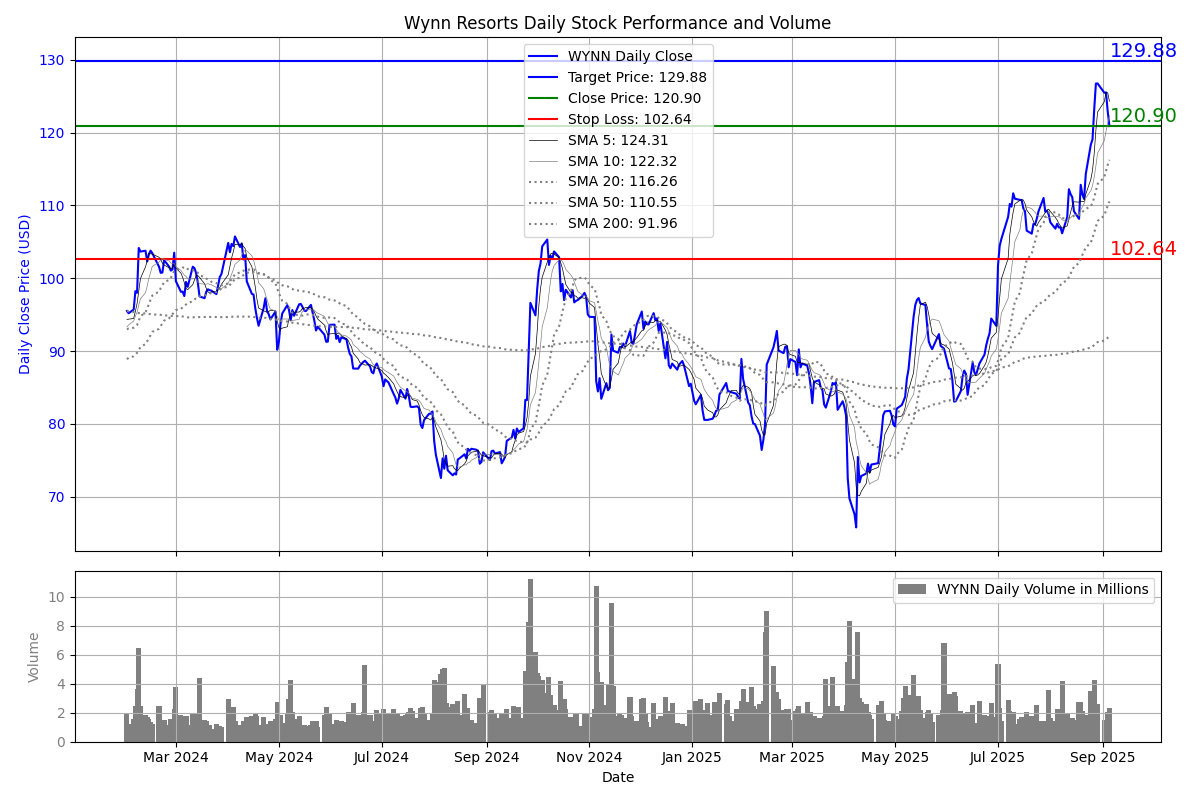 Wynn Resorts Daily Stock Performance and Volume
129.88
120.90
102.64
WYNN Daily Close
Target Price: 129.88
Close Price: 120.90
Stop Loss: 102.64
SMA 5: 124.31
SMA 10: 122.32
SMA 20: 116.26
SMA 50: 110.55
SMA 200: 91.96
Daily Close Price (USD)
130
120
110
100
90
80
70
WYNN Daily Volume in Millions
Volume
10
8
6
4
2
0
Mar 2024 May 2024 Jul 2024 Sep 2024 Nov 2024 Jan 2025 Mar 2025 May 2025 Jul 2025 Sep 2025
Date